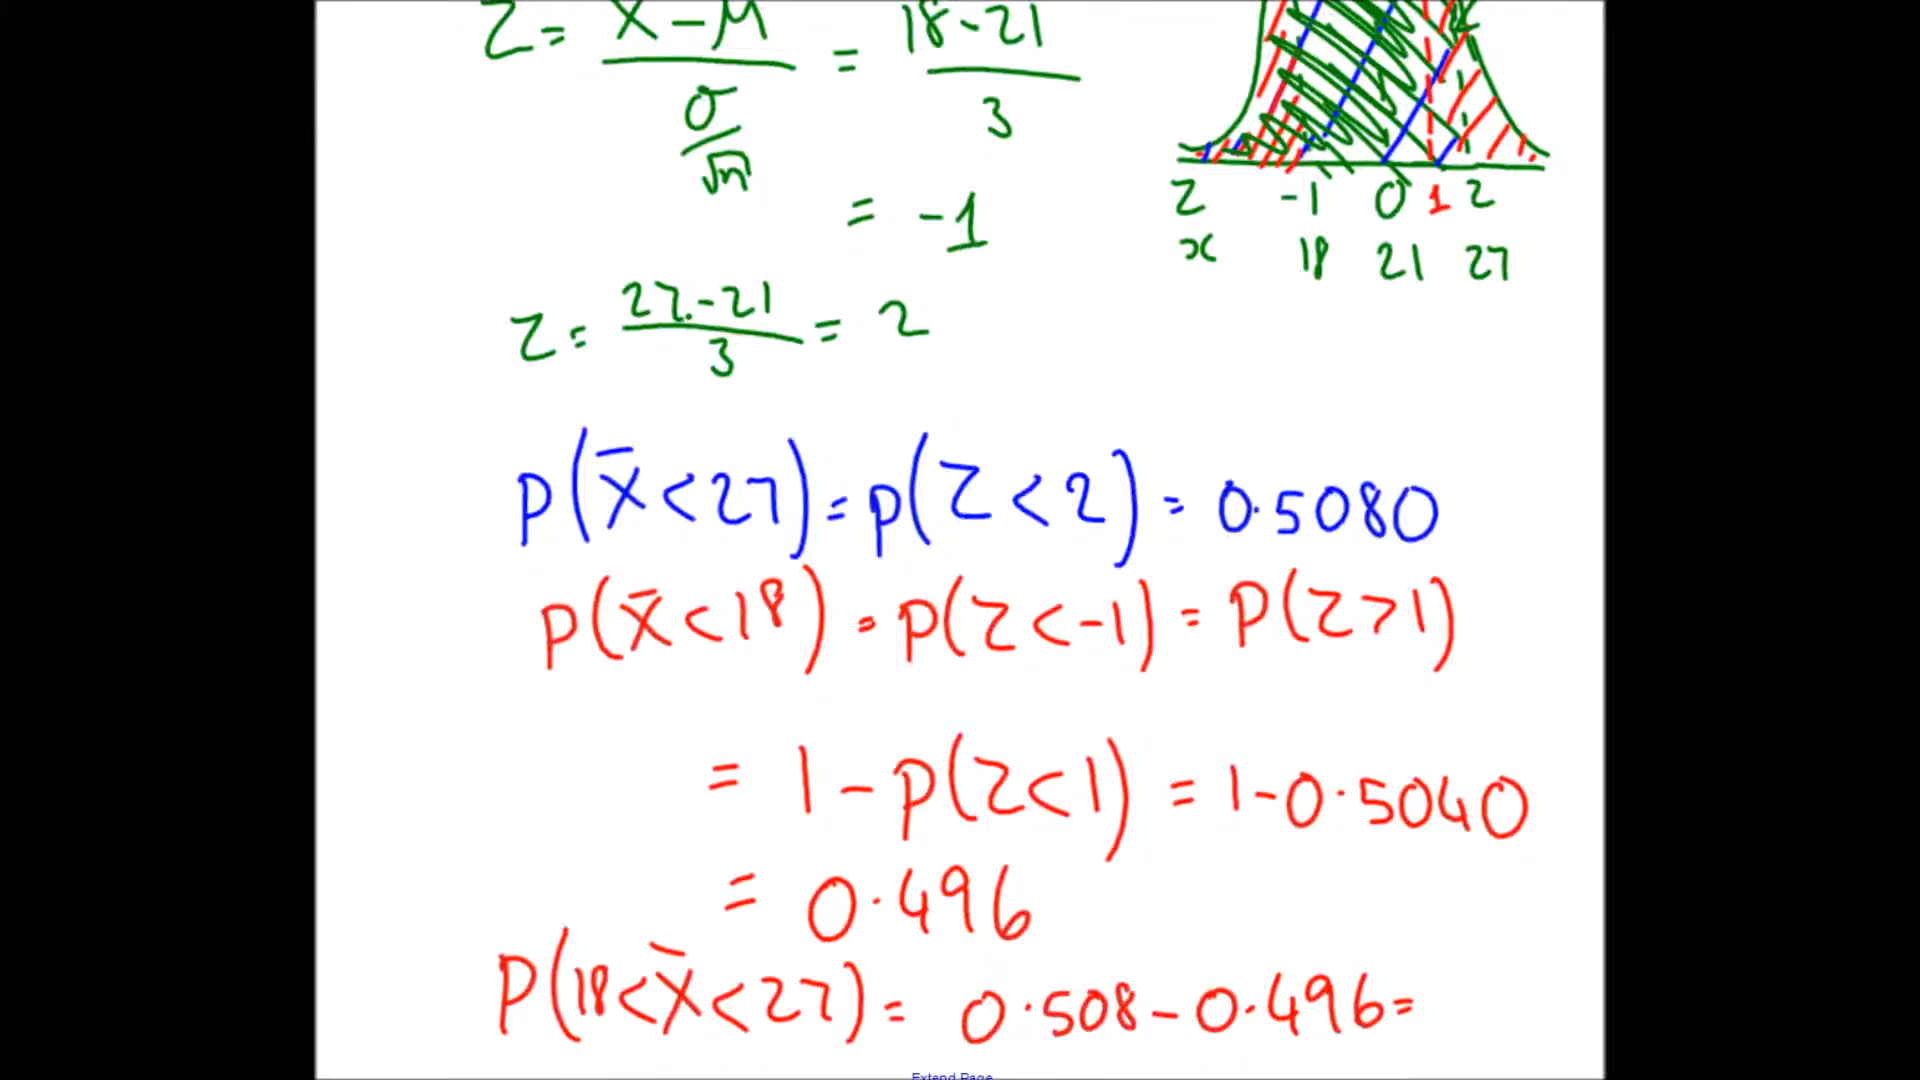 Z = X - μ / σ/√n = 18 - 21 / 3
= -1
Z -1 0 1 2
x 18 21 27
Z = 27.-21 / 3 = 2
P(X̄ < 27) = P(Z < 2) = 0.5080
P(X̄ < 18) = P(Z < -1) = P(Z > 1)
= 1 - P(Z < 1) = 1 - 0.5040
= 0.496
P(18 < X̄ < 27) = 0.508 - 0.496 =
Extend Page